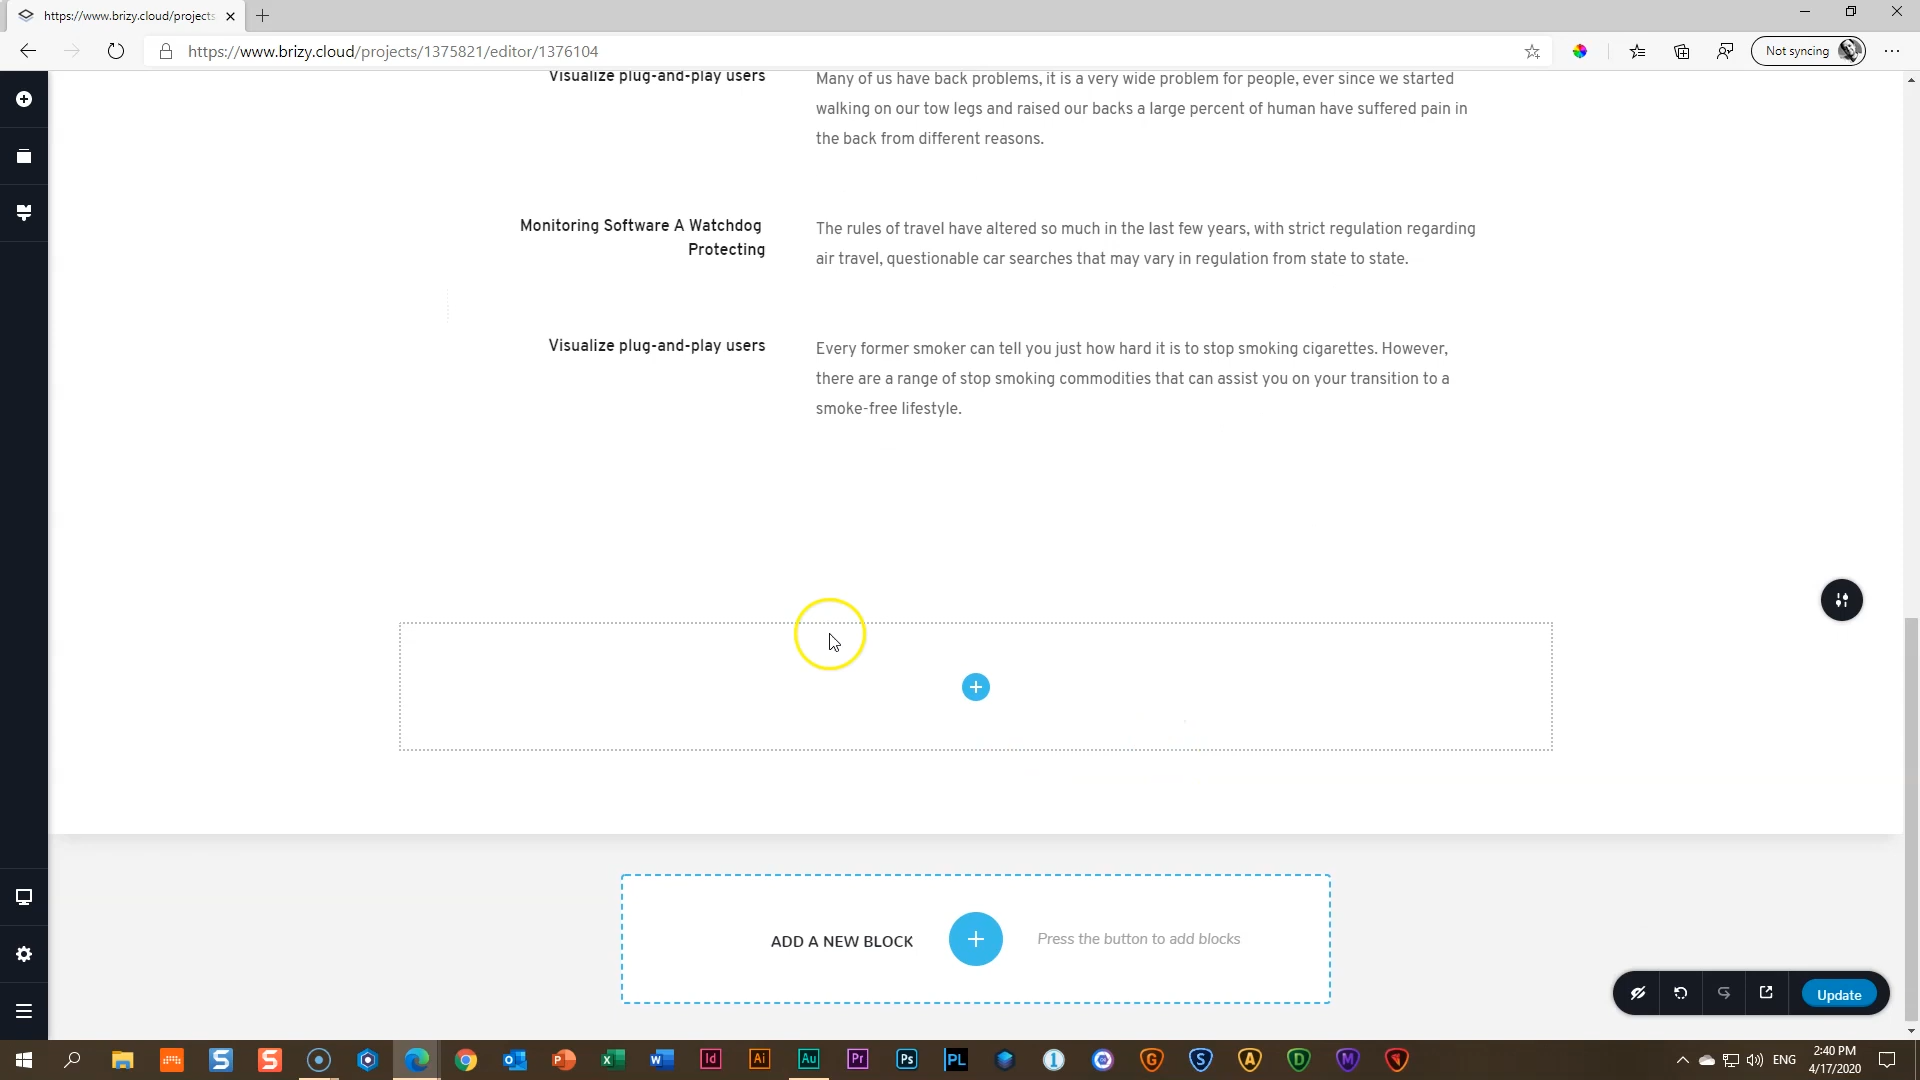 https://www.brizy.cloud/projects
https://www.brizy.cloud/projects/1375821/editor/1376104
Not syncing
Visualize plug-and-play users
Many of us have back problems, it is a very wide problem for people, ever since we started
walking on our tow legs and raised our backs a large percent of human have suffered pain in
the back from different reasons.
Monitoring Software A Watchdog
Protecting
The rules of travel have altered so much in the last few years, with strict regulation regarding
air travel, questionable car searches that may vary in regulation from state to state.
Visualize plug-and-play users
Every former smoker can tell you just how hard it is to stop smoking cigarettes. However,
there are a range of stop smoking commodities that can assist you on your transition to a
smoke-free lifestyle.
ADD A NEW BLOCK
Press the button to add blocks
Update
S
S
O
P
X
W
Id
Ai
Au
Pr
Ps
PL
1
G
S
A
D
M
ENG
2:40 PM
4/17/2020